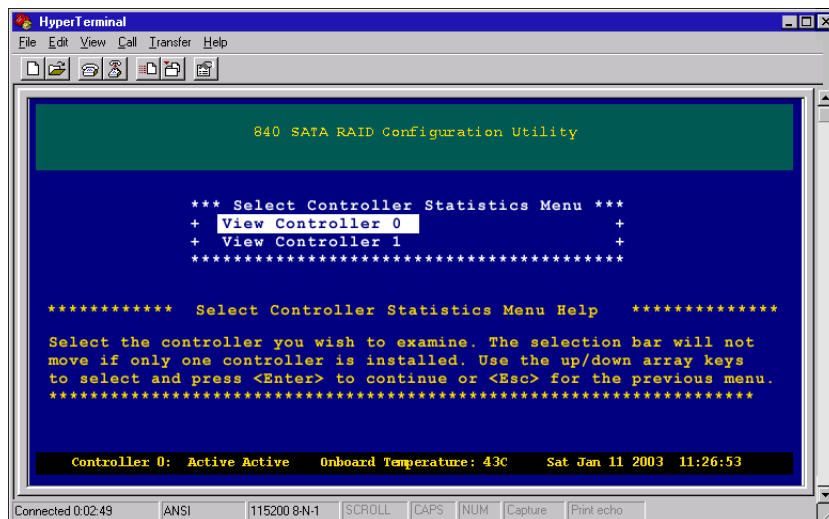 HyperTerminal
File Edit View Call Transfer Help
840 SATA RAID Configuration Utility
*** Select Controller Statistics Menu ***
+ View Controller 0 +
+ View Controller 1 +
*****************************************
************ Select Controller Statistics Menu Help **************
Select the controller you wish to examine. The selection bar will not
move if only one controller is installed. Use the up/down array keys
to select and press <Enter> to continue or <Esc> for the previous menu.
********************************************************************
Controller 0: Active Active Onboard Temperature: 43C Sat Jan 11 2003 11:26:53
Connected 0:02:49 ANSI 115200 8-N-1 SCROLL CAPS NUM Capture Print echo